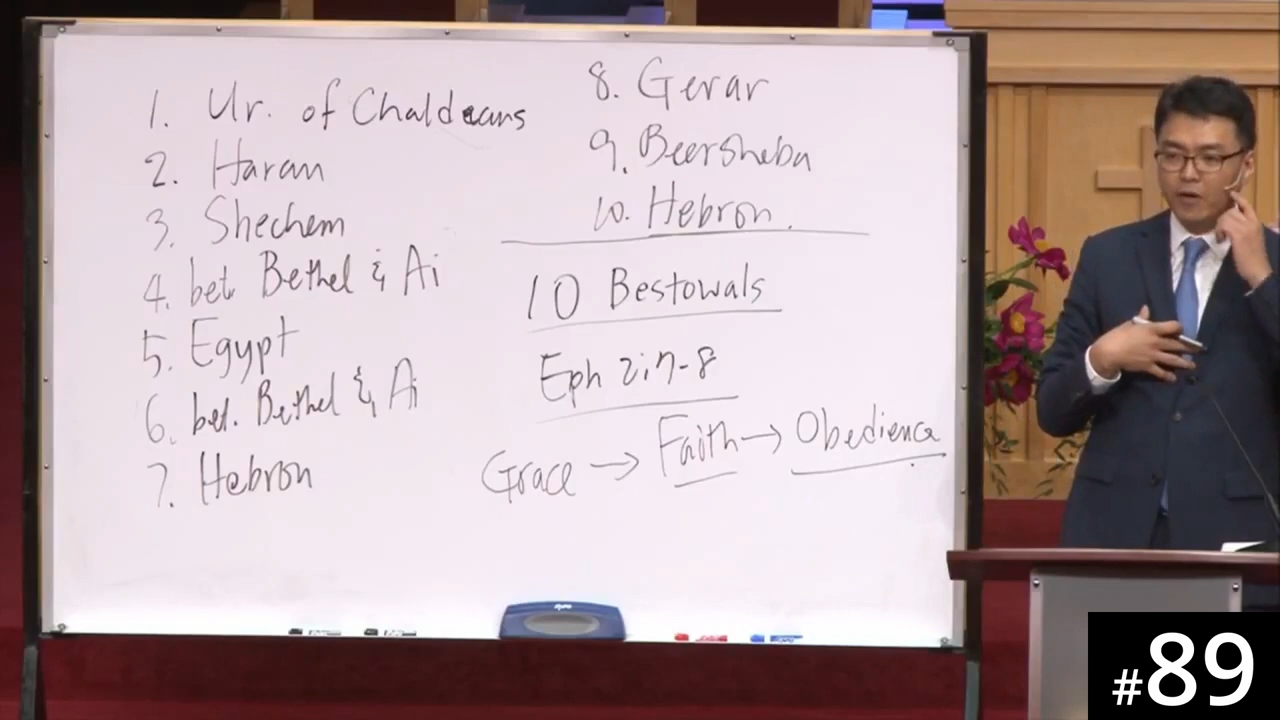 1. Ur. of Chaldeans
2. Haran
3. Shechem
4. bet. Bethel & Ai
5. Egypt
6. bet. Bethel & Ai
7. Hebron
8. Gerar
9. Beersheba
10. Hebron.
10 Bestowals
Eph 2:7-8
Grace → Faith → Obedience
#89